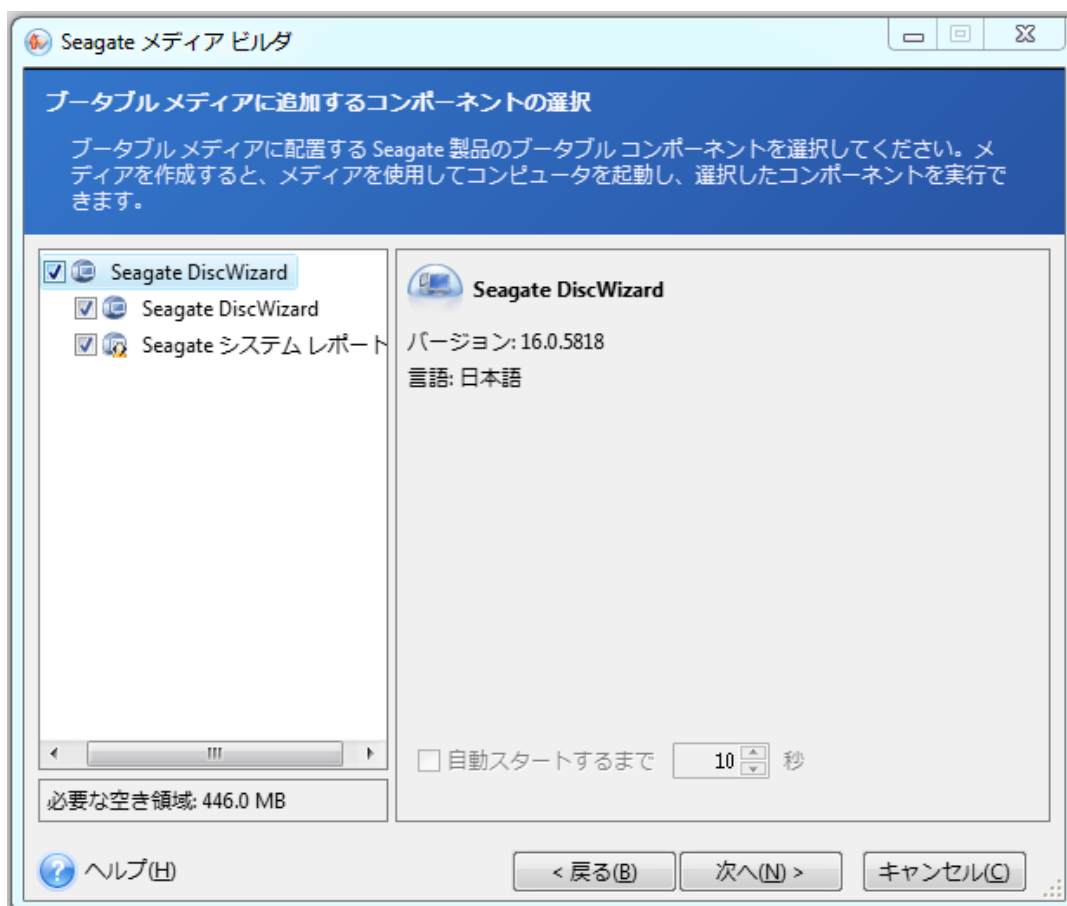 Seagate メディア ビルダ
ブータブル メディアに追加するコンポーネントの選択
ブータブル メディアに配置する Seagate 製品のブータブル コンポーネントを選択してください。メ
ディアを作成すると、メディアを使用してコンピュータを起動し、選択したコンポーネントを実行で
きます。
Seagate DiscWizard
Seagate DiscWizard
Seagate システム レポート
Seagate DiscWizard
バージョン: 16.0.5818
言語: 日本語
自動スタートするまで 10 秒
必要な空き領域: 446.0 MB
ヘルプ(H)
< 戻る(B)
次へ(N) >
キャンセル(C)